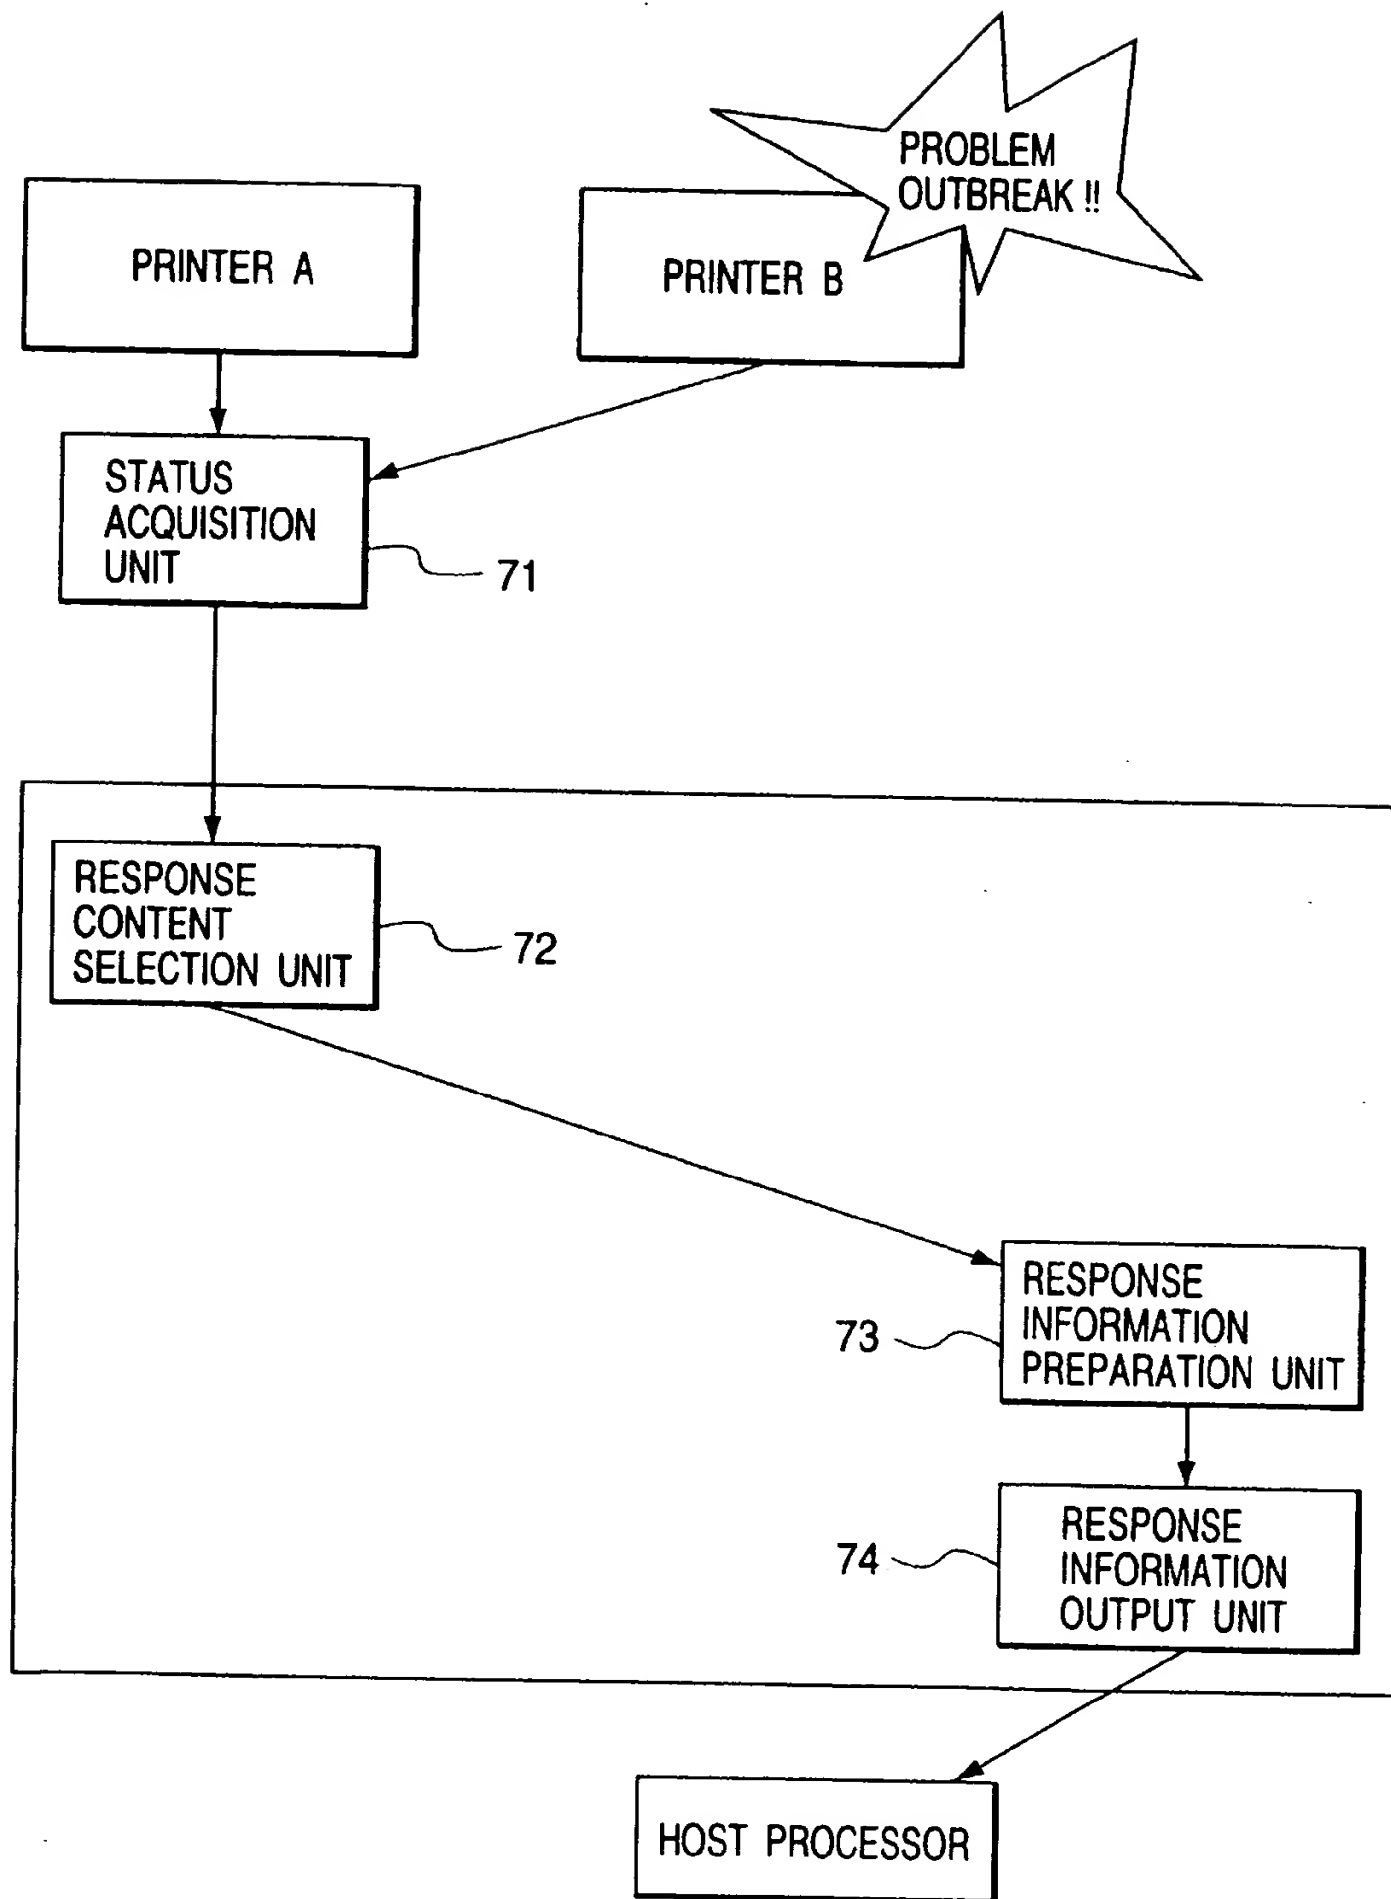 PROBLEM
OUTBREAK !!
PRINTER A
PRINTER B
STATUS
ACQUISITION
UNIT
71
RESPONSE
CONTENT
SELECTION UNIT
72
RESPONSE
INFORMATION
PREPARATION UNIT
73
RESPONSE
INFORMATION
OUTPUT UNIT
74
HOST PROCESSOR